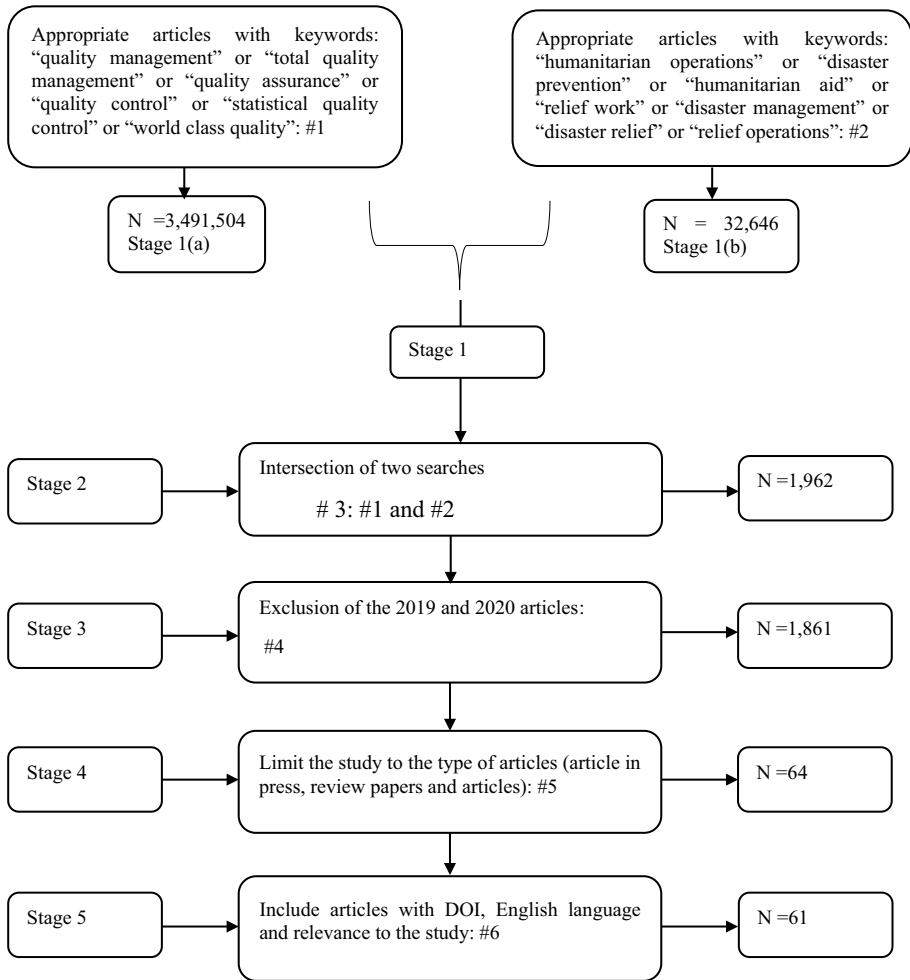 Appropriate articles with keywords:
“quality management” or “total quality
management” or “quality assurance” or
“quality control” or “statistical quality
control” or “world class quality”: #1
Appropriate articles with keywords:
“humanitarian operations” or “disaster
prevention” or “humanitarian aid” or
“relief work” or “disaster management” or
“disaster relief” or “relief operations”: #2
N =3,491,504
Stage 1(a)
N = 32,646
Stage 1(b)
Stage 1
Stage 2
Intersection of two searches
# 3: #1 and #2
N =1,962
Stage 3
Exclusion of the 2019 and 2020 articles:
#4
N =1,861
Stage 4
Limit the study to the type of articles (article in
press, review papers and articles): #5
N =64
Stage 5
Include articles with DOI, English language
and relevance to the study: #6
N =61